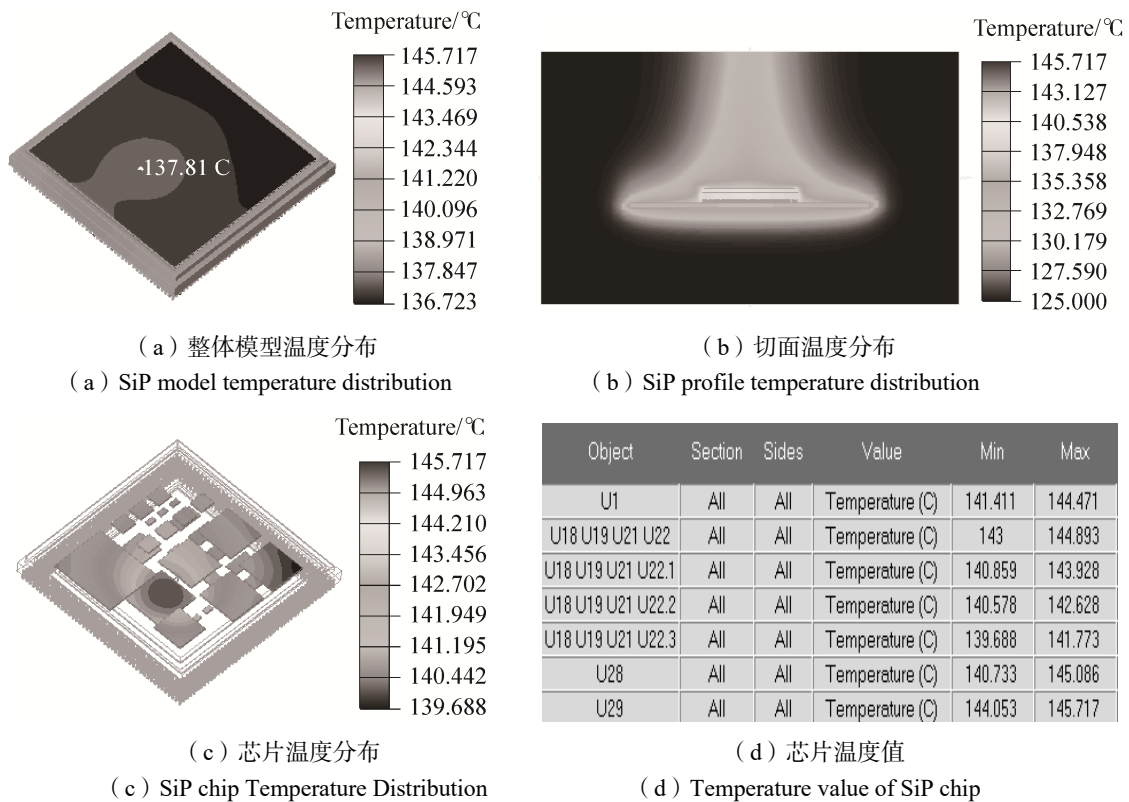 Temperature/℃
145.717
144.593
143.469
142.344
141.220
140.096
138.971
137.847
136.723
137.81 C
（a）整体模型温度分布
（a）SiP model temperature distribution
Temperature/℃
145.717
143.127
140.538
137.948
135.358
132.769
130.179
127.590
125.000
（b）切面温度分布
（b）SiP profile temperature distribution
Temperature/℃
145.717
144.963
144.210
143.456
142.702
141.949
141.195
140.442
139.688
（c）芯片温度分布
（c）SiP chip Temperature Distribution
Object Section Sides Value Min Max
U1 All All Temperature (C) 141.411 144.471
U18 U19 U21 U22 All All Temperature (C) 143 144.893
U18 U19 U21 U22.1 All All Temperature (C) 140.859 143.928
U18 U19 U21 U22.2 All All Temperature (C) 140.578 142.628
U18 U19 U21 U22.3 All All Temperature (C) 139.688 141.773
U28 All All Temperature (C) 140.733 145.086
U29 All All Temperature (C) 144.053 145.717
（d）芯片温度值
（d）Temperature value of SiP chip